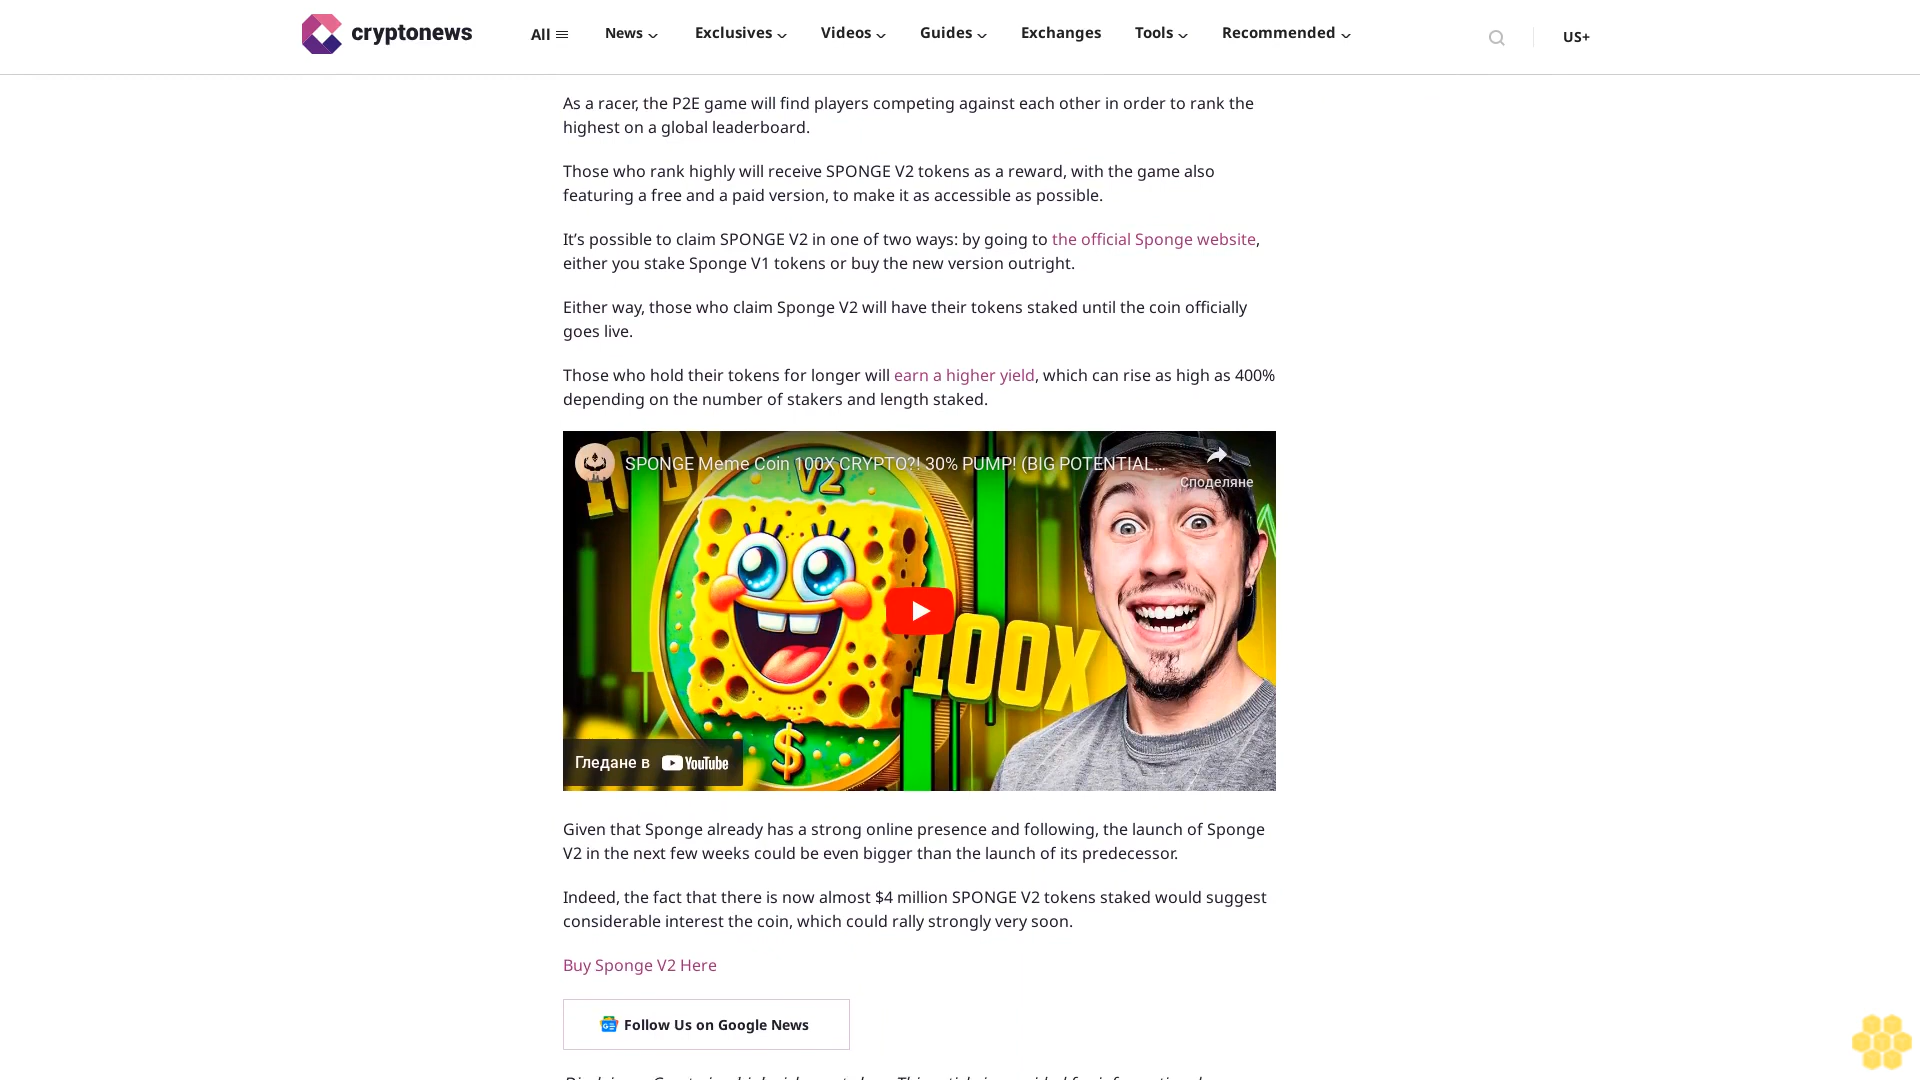 cryptonews
All
News
Exclusives
Videos
Guides
Exchanges
Tools
Recommended
US+
As a racer, the P2E game will find players competing against each other in order to rank the
highest on a global leaderboard.
Those who rank highly will receive SPONGE V2 tokens as a reward, with the game also
featuring a free and a paid version, to make it as accessible as possible.
It’s possible to claim SPONGE V2 in one of two ways: by going to the official Sponge website,
either you stake Sponge V1 tokens or buy the new version outright.
Either way, those who claim Sponge V2 will have their tokens staked until the coin officially
goes live.
Those who hold their tokens for longer will earn a higher yield, which can rise as high as 400%
depending on the number of stakers and length staked.
100X
SPONGE Meme Coin 100X CRYPTO?! 30% PUMP! (BIG POTENTIAL...
Споделяне
V2
100X
$
Гледане в YouTube
Given that Sponge already has a strong online presence and following, the launch of Sponge
V2 in the next few weeks could be even bigger than the launch of its predecessor.
Indeed, the fact that there is now almost $4 million SPONGE V2 tokens staked would suggest
considerable interest the coin, which could rally strongly very soon.
Buy Sponge V2 Here
Follow Us on Google News